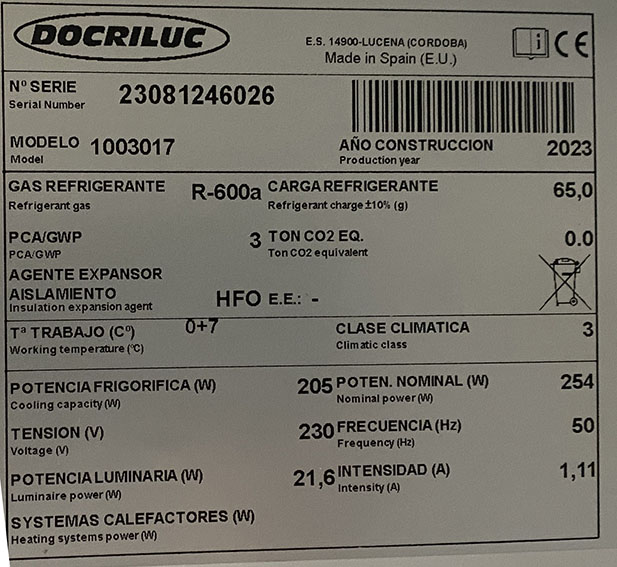 DOCRILUC
E.S. 14900-LUCENA (CORDOBA)
Made in Spain (E.U.)
i CE
Nº SERIE 23081246026
Serial Number
MODELO 1003017 AÑO CONSTRUCCION 2023
Model Production year
GAS REFRIGERANTE R-600a CARGA REFRIGERANTE 65,0
Refrigerant gas Refrigerant charge ±10% (g)
PCA/GWP 3 TON CO2 EQ. 0.0
PCA/GWP Ton CO2 equivalent
AGENTE EXPANSOR
AISLAMIENTO HFO E.E.: -
Insulation expansion agent
Tª TRABAJO (Cº) 0+7 CLASE CLIMATICA 3
Working temperature (ºC) Climatic class
POTENCIA FRIGORIFICA (W) 205 POTEN. NOMINAL (W) 254
Cooling capacity (W) Nominal power (W)
TENSION (V) 230 FRECUENCIA (Hz) 50
Voltage (V) Frequency (Hz)
POTENCIA LUMINARIA (W) 21,6 INTENSIDAD (A) 1,11
Luminaire power (W) Intensity (A)
SYSTEMAS CALEFACTORES (W)
Heating systems power (W)